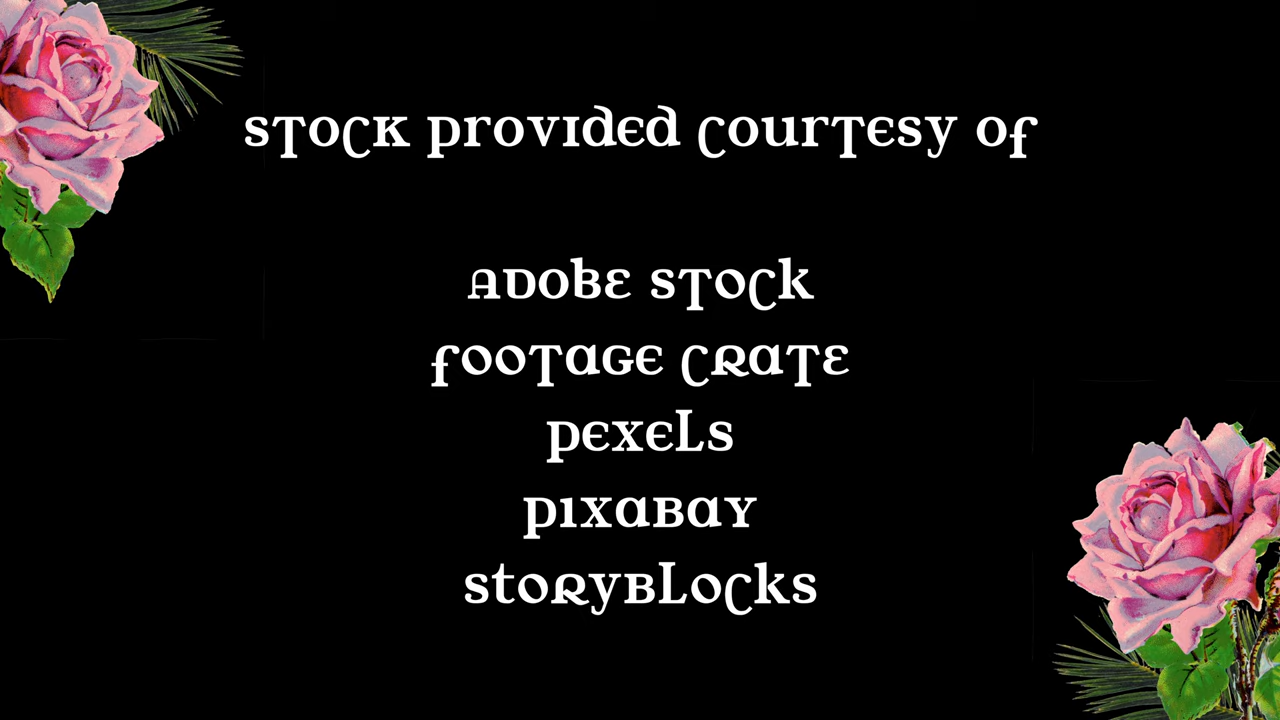 stock provided courtesy of
adobe stock
footage crate
pexels
pixabay
storyblocks